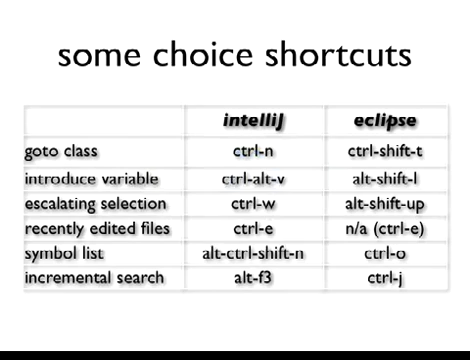 some choice shortcuts
intelliJ eclipse
goto class ctrl-n ctrl-shift-t
introduce variable ctrl-alt-v alt-shift-l
escalating selection ctrl-w alt-shift-up
recently edited files ctrl-e n/a (ctrl-e)
symbol list alt-ctrl-shift-n ctrl-o
incremental search alt-f3 ctrl-j